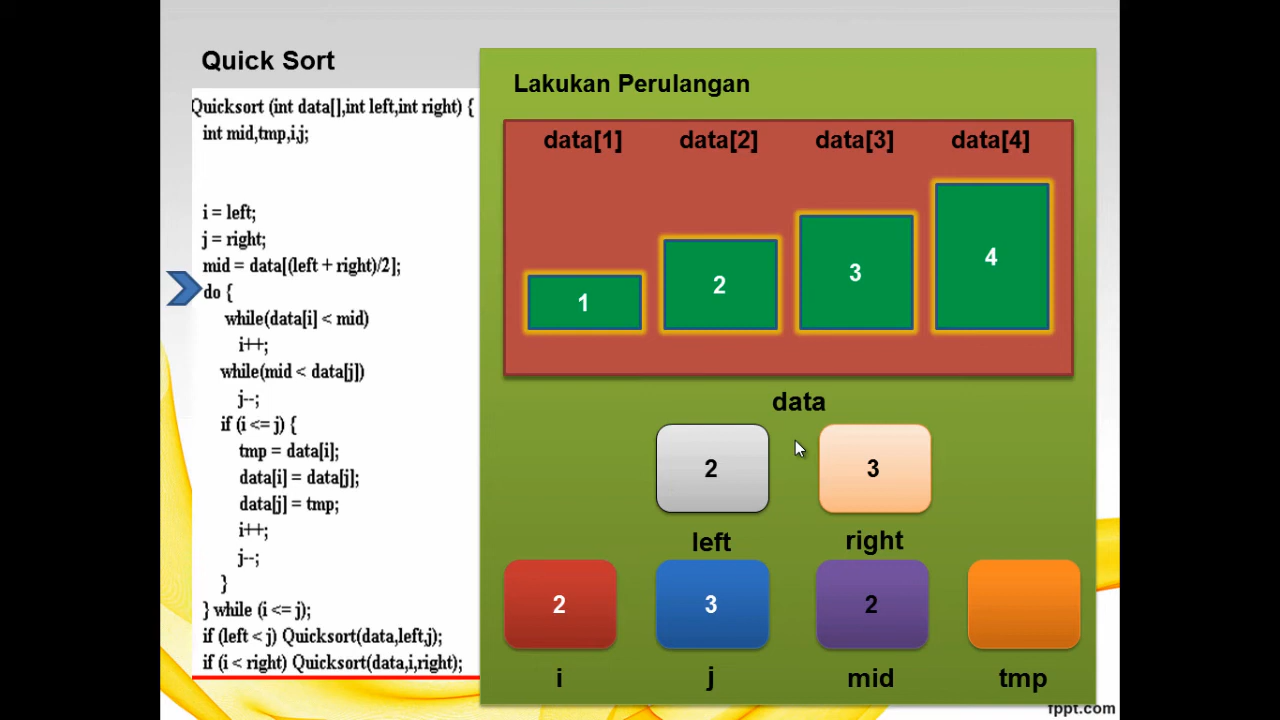 Quick Sort
Quicksort (int data[],int left,int right) {
int mid,tmp,i,j;
i = left;
j = right;
mid = data[(left + right)/2];
do {
while(data[i] < mid)
i++;
while(mid < data[j])
j--;
if (i <= j) {
tmp = data[i];
data[i] = data[j];
data[j] = tmp;
i++;
j--;
}
} while (i <= j);
if (left < j) Quicksort(data,left,j);
if (i < right) Quicksort(data,i,right);
Lakukan Perulangan
data[1] data[2] data[3] data[4]
1 2 3 4
data
2 3
left right
2 3 2
i j mid tmp
fppt.com